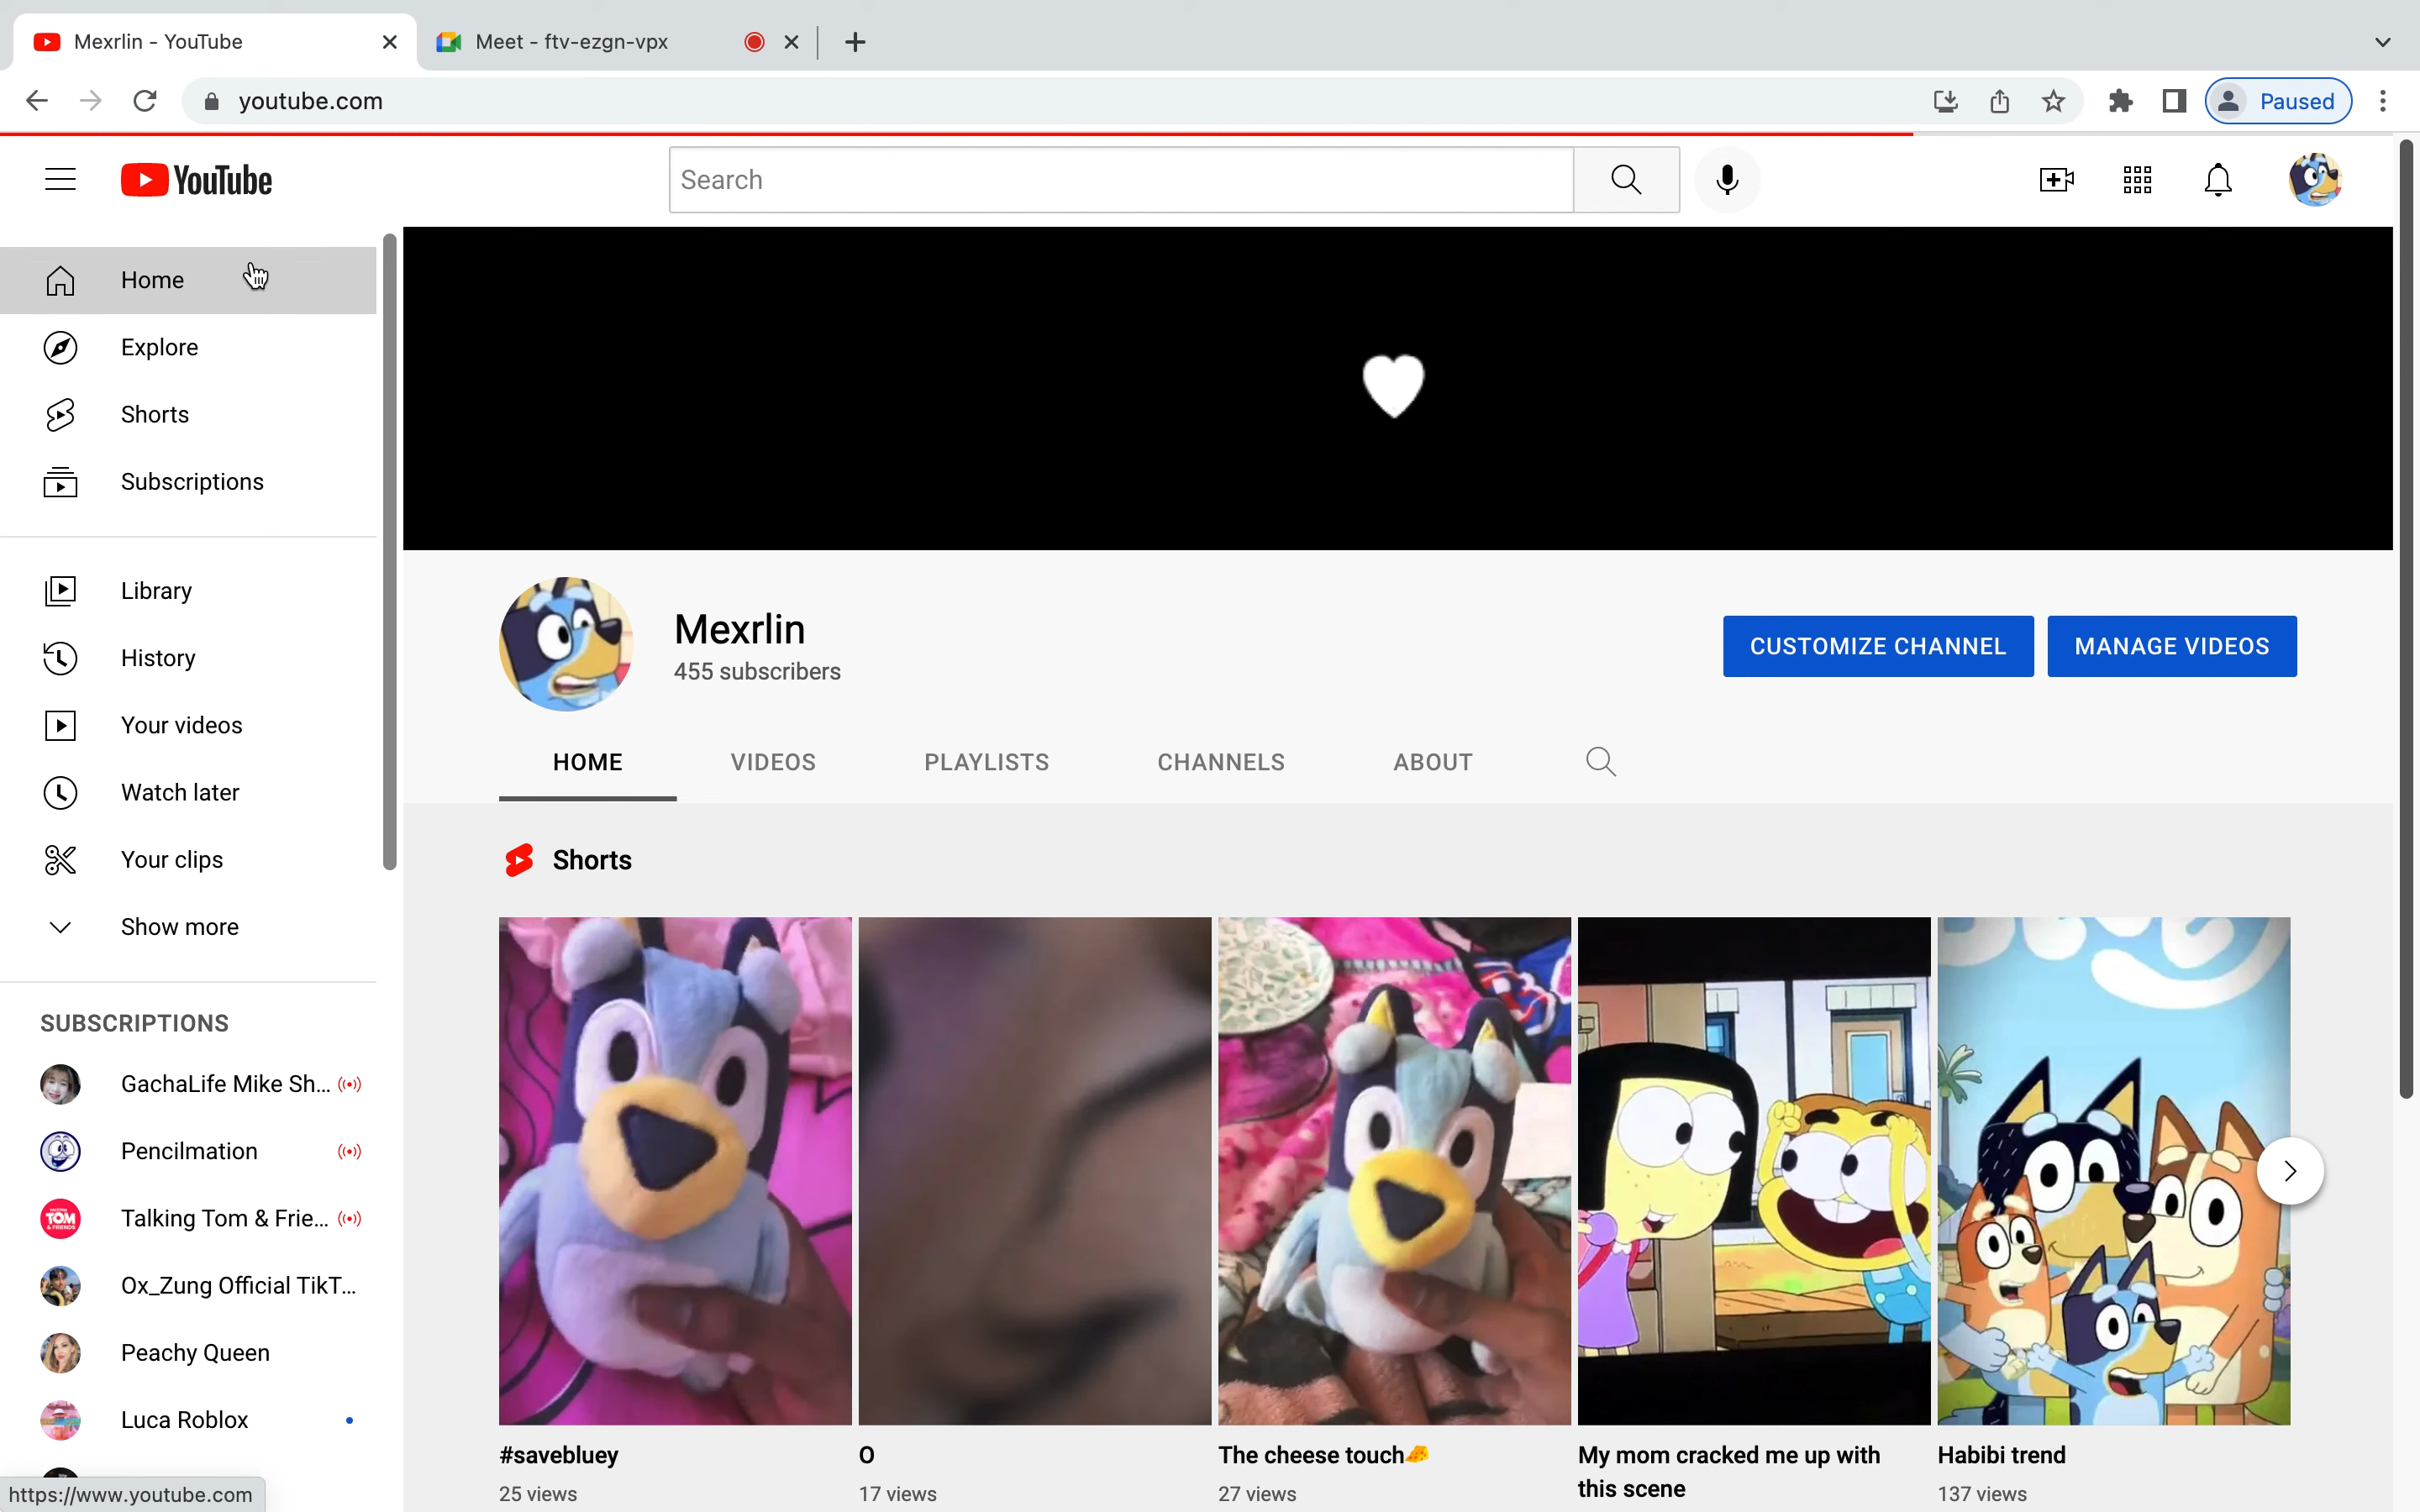 Mexrlin - YouTube
Meet - ftv-ezgn-vpx
youtube.com
Paused
YouTube
Search
Home
Explore
Shorts
Subscriptions
Library
History
Your videos
Watch later
Your clips
Show more
SUBSCRIPTIONS
GachaLife Mike Sh...
Pencilmation
TOM
Talking Tom & Frie...
Ox_Zung Official TikT...
Peachy Queen
Luca Roblox
https://www.youtube.com
Mexrlin
455 subscribers
CUSTOMIZE CHANNEL
MANAGE VIDEOS
HOME
VIDEOS
PLAYLISTS
CHANNELS
ABOUT
Shorts
#savebluey
25 views
O
17 views
The cheese touch🧀
27 views
My mom cracked me up with
this scene
Habibi trend
137 views